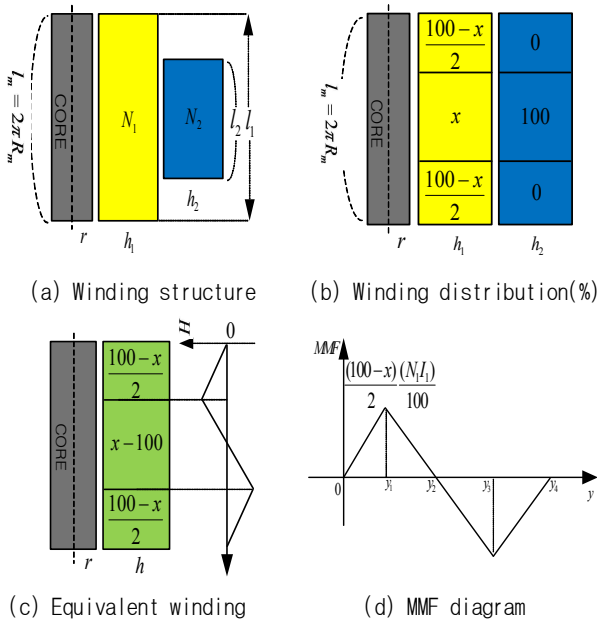 l_m = 2πR_m
CORE
N_1
N_2
l_2
l_1
r
h_1
h_2
(a) Winding structure
l_m = 2πR_m
CORE
(100−x)/2
x
(100−x)/2
0
100
0
r
h_1
h_2
(b) Winding distribution(%)
CORE
(100−x)/2
x−100
(100−x)/2
H
0
r
h
(c) Equivalent winding
MMF
(100−x)/2 (N_1I_1)/100
0
y_1
y_2
y_3
y_4
y
(d) MMF diagram